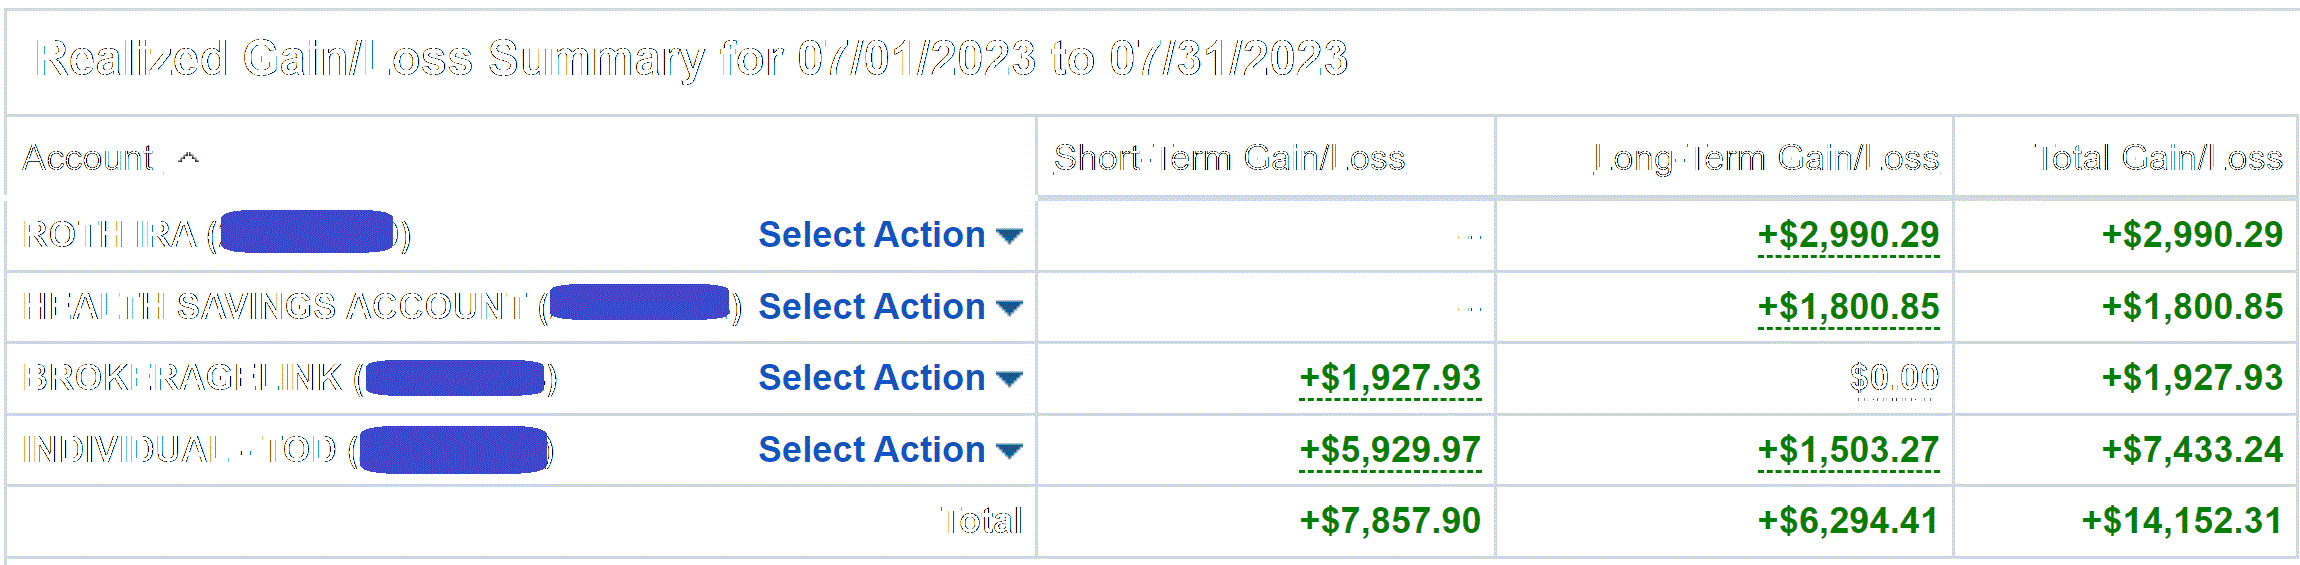 Realized Gain/Loss Summary for 07/01/2023 to 07/31/2023
Account Short-Term Gain/Loss Long-Term Gain/Loss Total Gain/Loss
ROTH IRA ( ) Select Action -- +$2,990.29 +$2,990.29
HEALTH SAVINGS ACCOUNT ( ) Select Action -- +$1,800.85 +$1,800.85
BROKERAGELINK ( ) Select Action +$1,927.93 $0.00 +$1,927.93
INDIVIDUAL - TOD ( ) Select Action +$5,929.97 +$1,503.27 +$7,433.24
Total +$7,857.90 +$6,294.41 +$14,152.31